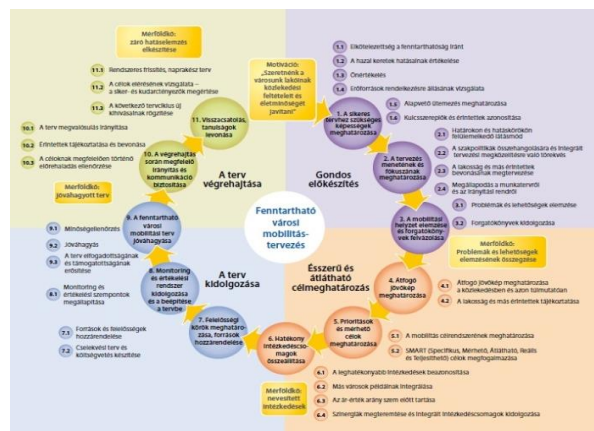 Mérföldkő:
záró hatáselemzés
elkészítése
11.1 Rendszeres frissítés, naprakész terv
11.2 A célok elérésének vizsgálata –
a siker- és kudarctényezők megértése
11.3 A következő tervciklus új
kihívásainak rögzítése
10.1 A terv megvalósulás irányítása
10.2 Érintettek tájékoztatása és bevonása
10.3 A céloknak megfelelően történő
előrehaladás ellenőrzése
Mérföldkő:
jóváhagyott terv
Motiváció:
„Szeretnénk a
városunk lakóinak
közlekedési
feltételeit és
életminőségét
javítani”
1.1 Elkötelezettség a fenntarthatóság iránt
1.2 A hazai keretek hatásainak értékelése
1.3 Önértékelés
1.4 Erőforrások rendelkezésre állásának vizsgálata
1.5 Alapvető ütemezés meghatározása
1.6 Kulcsszereplők és érintettek azonosítása
1. A sikeres
tervhez szükséges
képességek
meghatározása
2.1 Határokon és hatáskörökön
túlemelkedő látásmód
2.2 A szakpolitikák összehangolására és integrált
tervezési megközelítésre való törekvés
2.3 A lakosság és más érintettek
bevonásának megtervezése
2.4 Megállapodás a munkatervről
és az irányítási rendről
2. A tervezés
menetének és
fókuszának
meghatározása
3.1 Problémák és lehetőségek elemzése
3.2 Forgatókönyvek kidolgozása
3. A mobilitási
helyzet elemzése
és forgatókönyvek
felvázolása
Mérföldkő:
Problémák és lehetőségek
elemzésének összegzése
11. Visszacsatolás,
tanulságok
levonása
10. A végrehajtás
során megfelelő
irányítás és
kommunikáció
biztosítása
A terv
végrehajtása
Gondos
előkészítés
Fenntartható
városi
mobilitás-
tervezés
A terv
kidolgozása
Ésszerű és
átlátható
célmeghatározás
9. A fenntartható
városi
mobilitási terv
jóváhagyása
9.1 Minőségellenőrzés
9.2 Jóváhagyás
9.3 A terv elfogadottságának
és támogatottságának
erősítése
8.1 Monitoring és
értékelési szempontok
megállapítása
8. Monitoring
és értékelési
rendszer
kidolgozása
és a beépítése
a tervbe
7.1 Források és felelősségek
hozzárendelése
7.2 Cselekvési terv és
költségvetés készítése
7. Felelősségi
körök meghatáro-
zása, források
hozzárendelése
4. Átfogó
jövőkép
meghatározása
4.1 Átfogó jövőkép meghatározása
a közlekedésben és azon túlmutatóan
4.2 A lakosság és más érintettek tájékoztatása
5. Prioritások
és mérhető
célok
meghatározása
5.1 A mobilitás célrendszerének meghatározása
5.2 SMART (Specifikus, Mérhető, Átlátható, Reális
és Teljesíthető) célok megfogalmazása
6. Hatékony
intézkedéscso-
magok
összeállítása
Mérföldkő:
nevesített
intézkedések
6.1 A leghatékonyabb intézkedések beazonosítása
6.2 Más városok példáinak integrálása
6.3 Az ár-érték arány szem előtt tartása
6.4 Szinergiák megteremtése és integrált intézkedéscsomagok kidolgozása